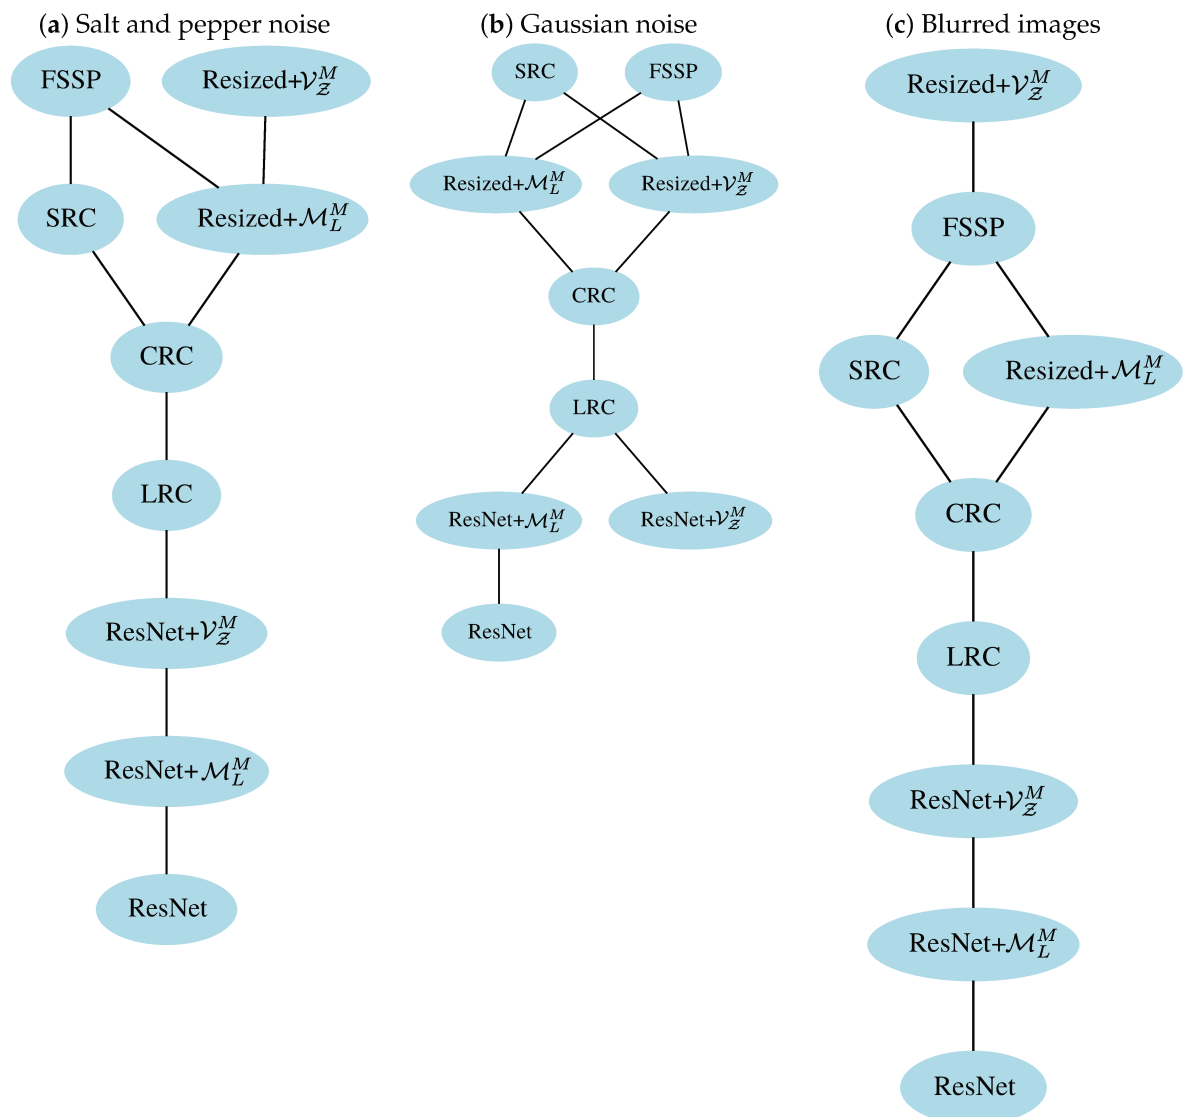 (a) Salt and pepper noise
FSSP
Resized+𝒱_𝒵^M
SRC
Resized+ℳ_L^M
CRC
LRC
ResNet+𝒱_𝒵^M
ResNet+ℳ_L^M
ResNet
(b) Gaussian noise
SRC
FSSP
Resized+ℳ_L^M
Resized+𝒱_𝒵^M
CRC
LRC
ResNet+ℳ_L^M
ResNet+𝒱_𝒵^M
ResNet
(c) Blurred images
Resized+𝒱_𝒵^M
FSSP
SRC
Resized+ℳ_L^M
CRC
LRC
ResNet+𝒱_𝒵^M
ResNet+ℳ_L^M
ResNet